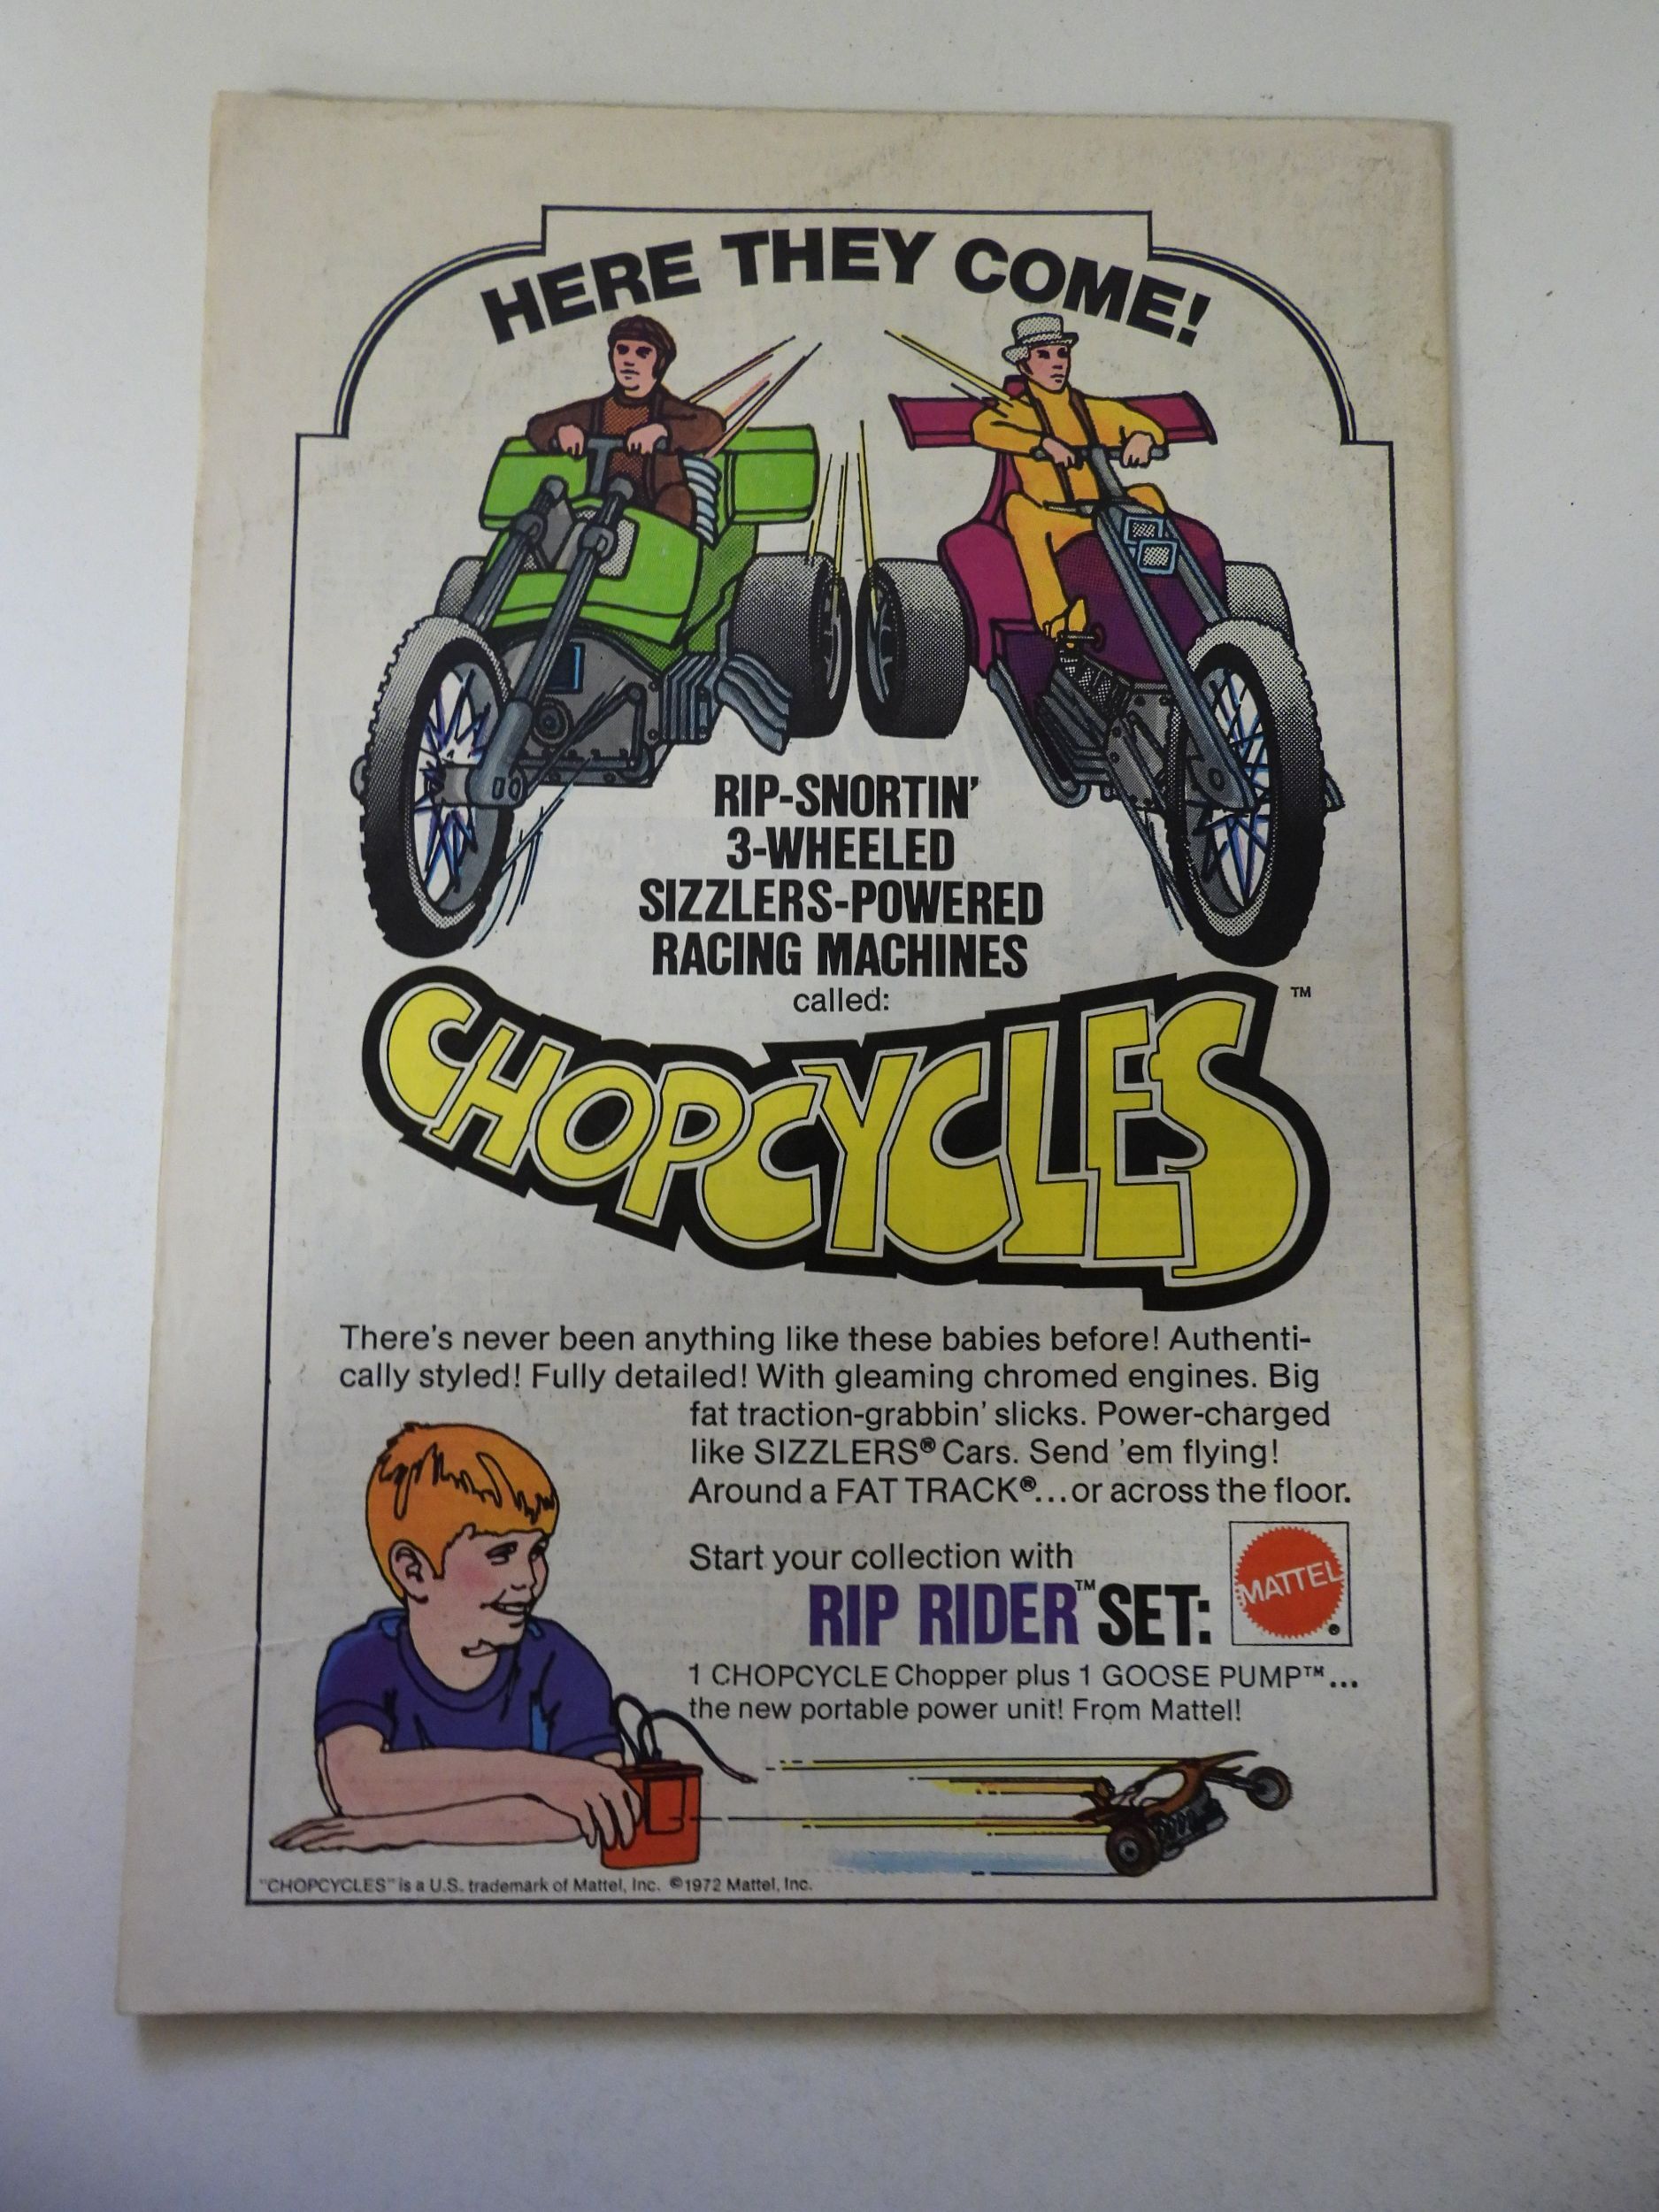 HERE THEY COME!
RIP-SNORTIN'
3-WHEELED
SIZZLERS-POWERED
RACING MACHINES
called:
CHOPCYCLES™
There's never been anything like these babies before! Authenti-
cally styled! Fully detailed! With gleaming chromed engines. Big
fat traction-grabbin' slicks. Power-charged
like SIZZLERS® Cars. Send 'em flying!
Around a FAT TRACK®...or across the floor.
Start your collection with
RIP RIDER™ SET:
MATTEL®
1 CHOPCYCLE Chopper plus 1 GOOSE PUMP™...
the new portable power unit! From Mattel!
"CHOPCYCLES" is a U.S. trademark of Mattel, Inc. ©1972 Mattel, Inc.